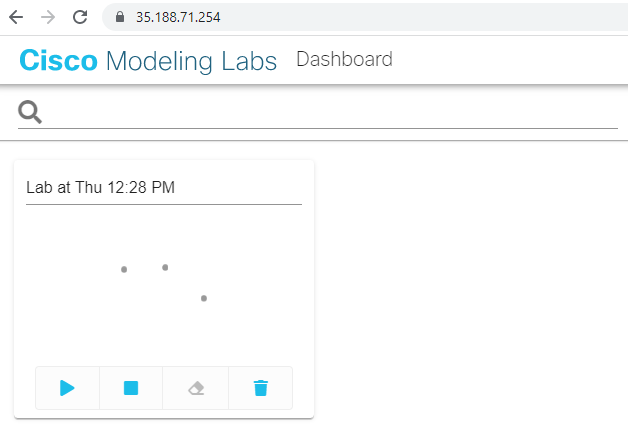 35.188.71.254
Cisco Modeling Labs Dashboard
Lab at Thu 12:28 PM